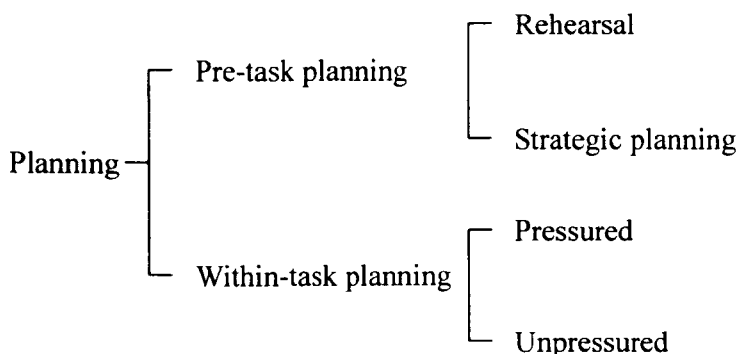 Rehearsal
Pre-task planning
Strategic planning
Planning
Pressured
Within-task planning
Unpressured